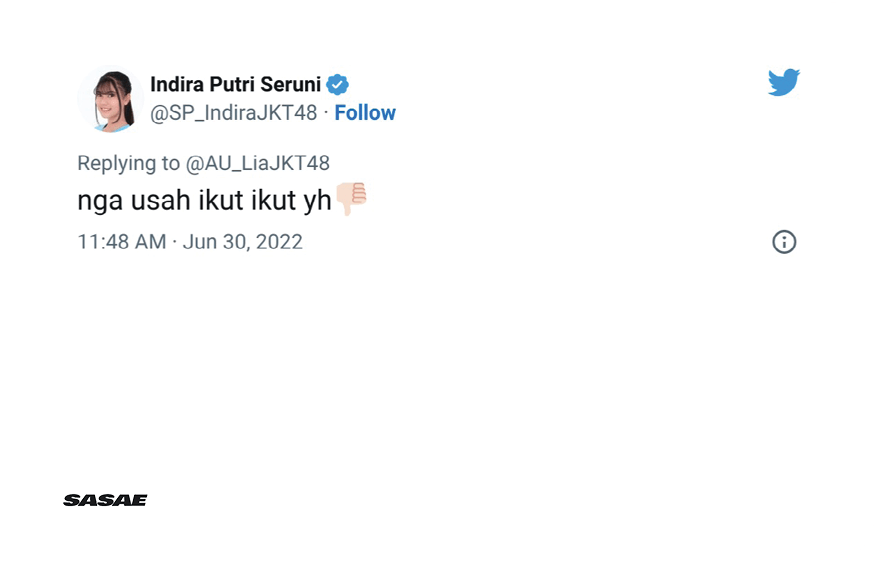 Indira Putri Seruni
@SP_IndiraJKT48 · Follow
Replying to @AU_LiaJKT48
nga usah ikut ikut yh👎🏻
11:48 AM · Jun 30, 2022
SASAE